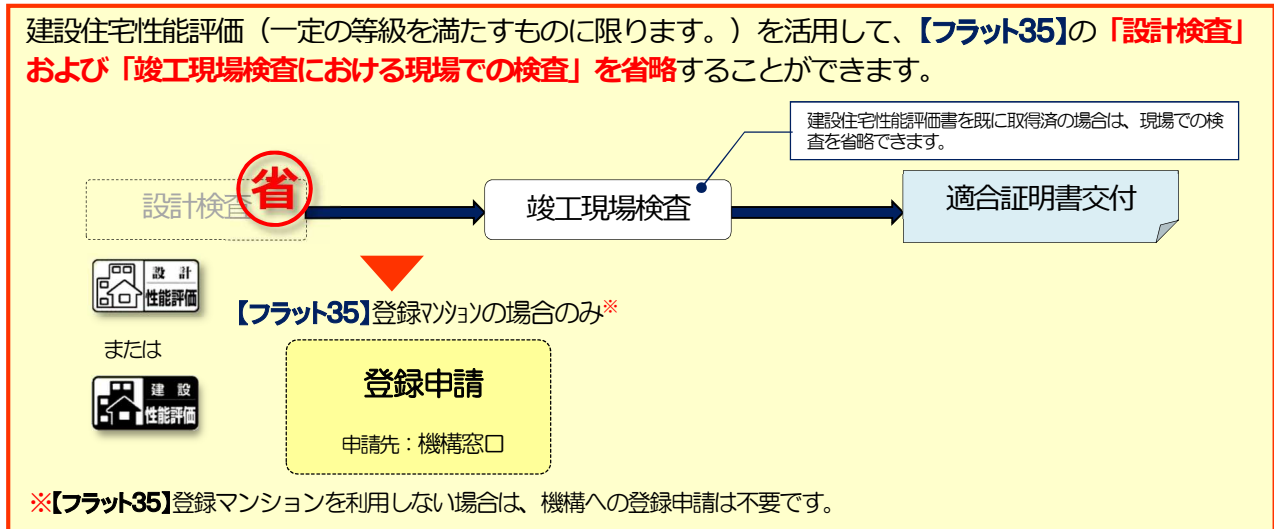 建設住宅性能評価（一定の等級を満たすものに限ります。）を活用して、【フラット35】の「設計検査」
および「竣工現場検査における現場での検査」を省略することができます。
建設住宅性能評価書を既に取得済の場合は、現場での検
査を省略できます。
設計検査
省
竣工現場検査
適合証明書交付
設計
性能評価
【フラット35】登録ﾏﾝｼｮﾝの場合のみ※
または
建設
性能評価
登録申請
申請先：機構窓口
※【フラット35】登録マンションを利用しない場合は、機構への登録申請は不要です。